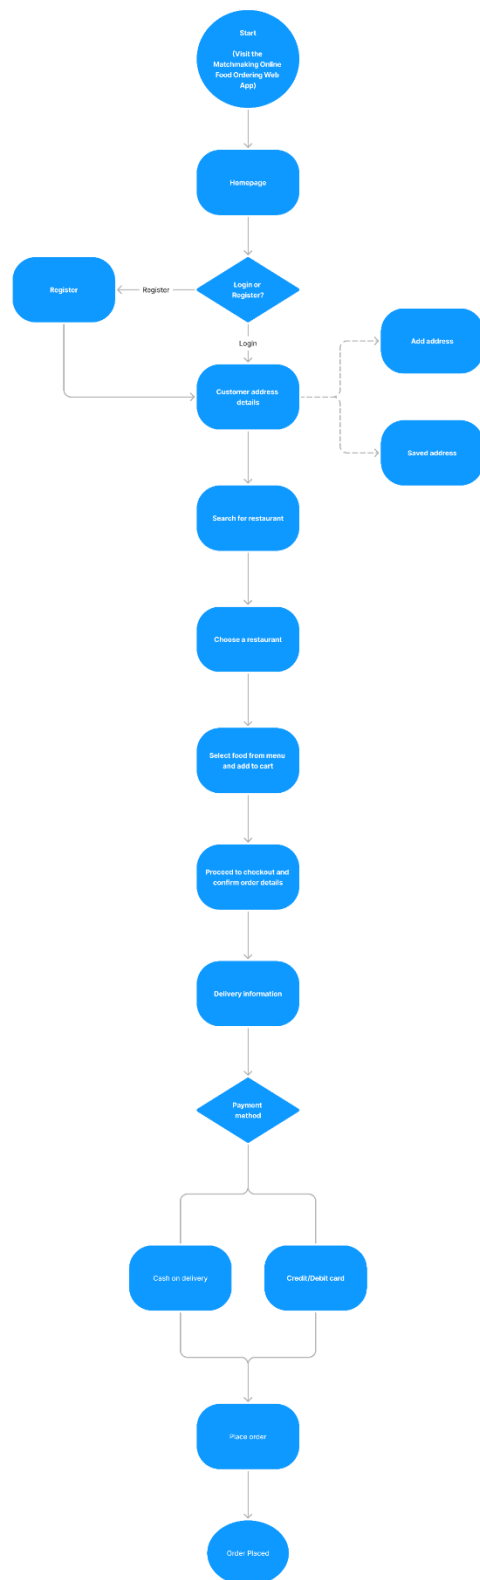 Start
(Visit the
Matchmaking Online
Food Ordering Web
App)
Homepage
Login or
Register?
Register
Register
Login
Add address
Customer address
details
Saved address
Search for restaurant
Choose a restaurant
Select food from menu
and add to cart
Proceed to checkout and
confirm order details
Delivery information
Payment
method
Cash on delivery
Credit/Debit card
Place order
Order Placed